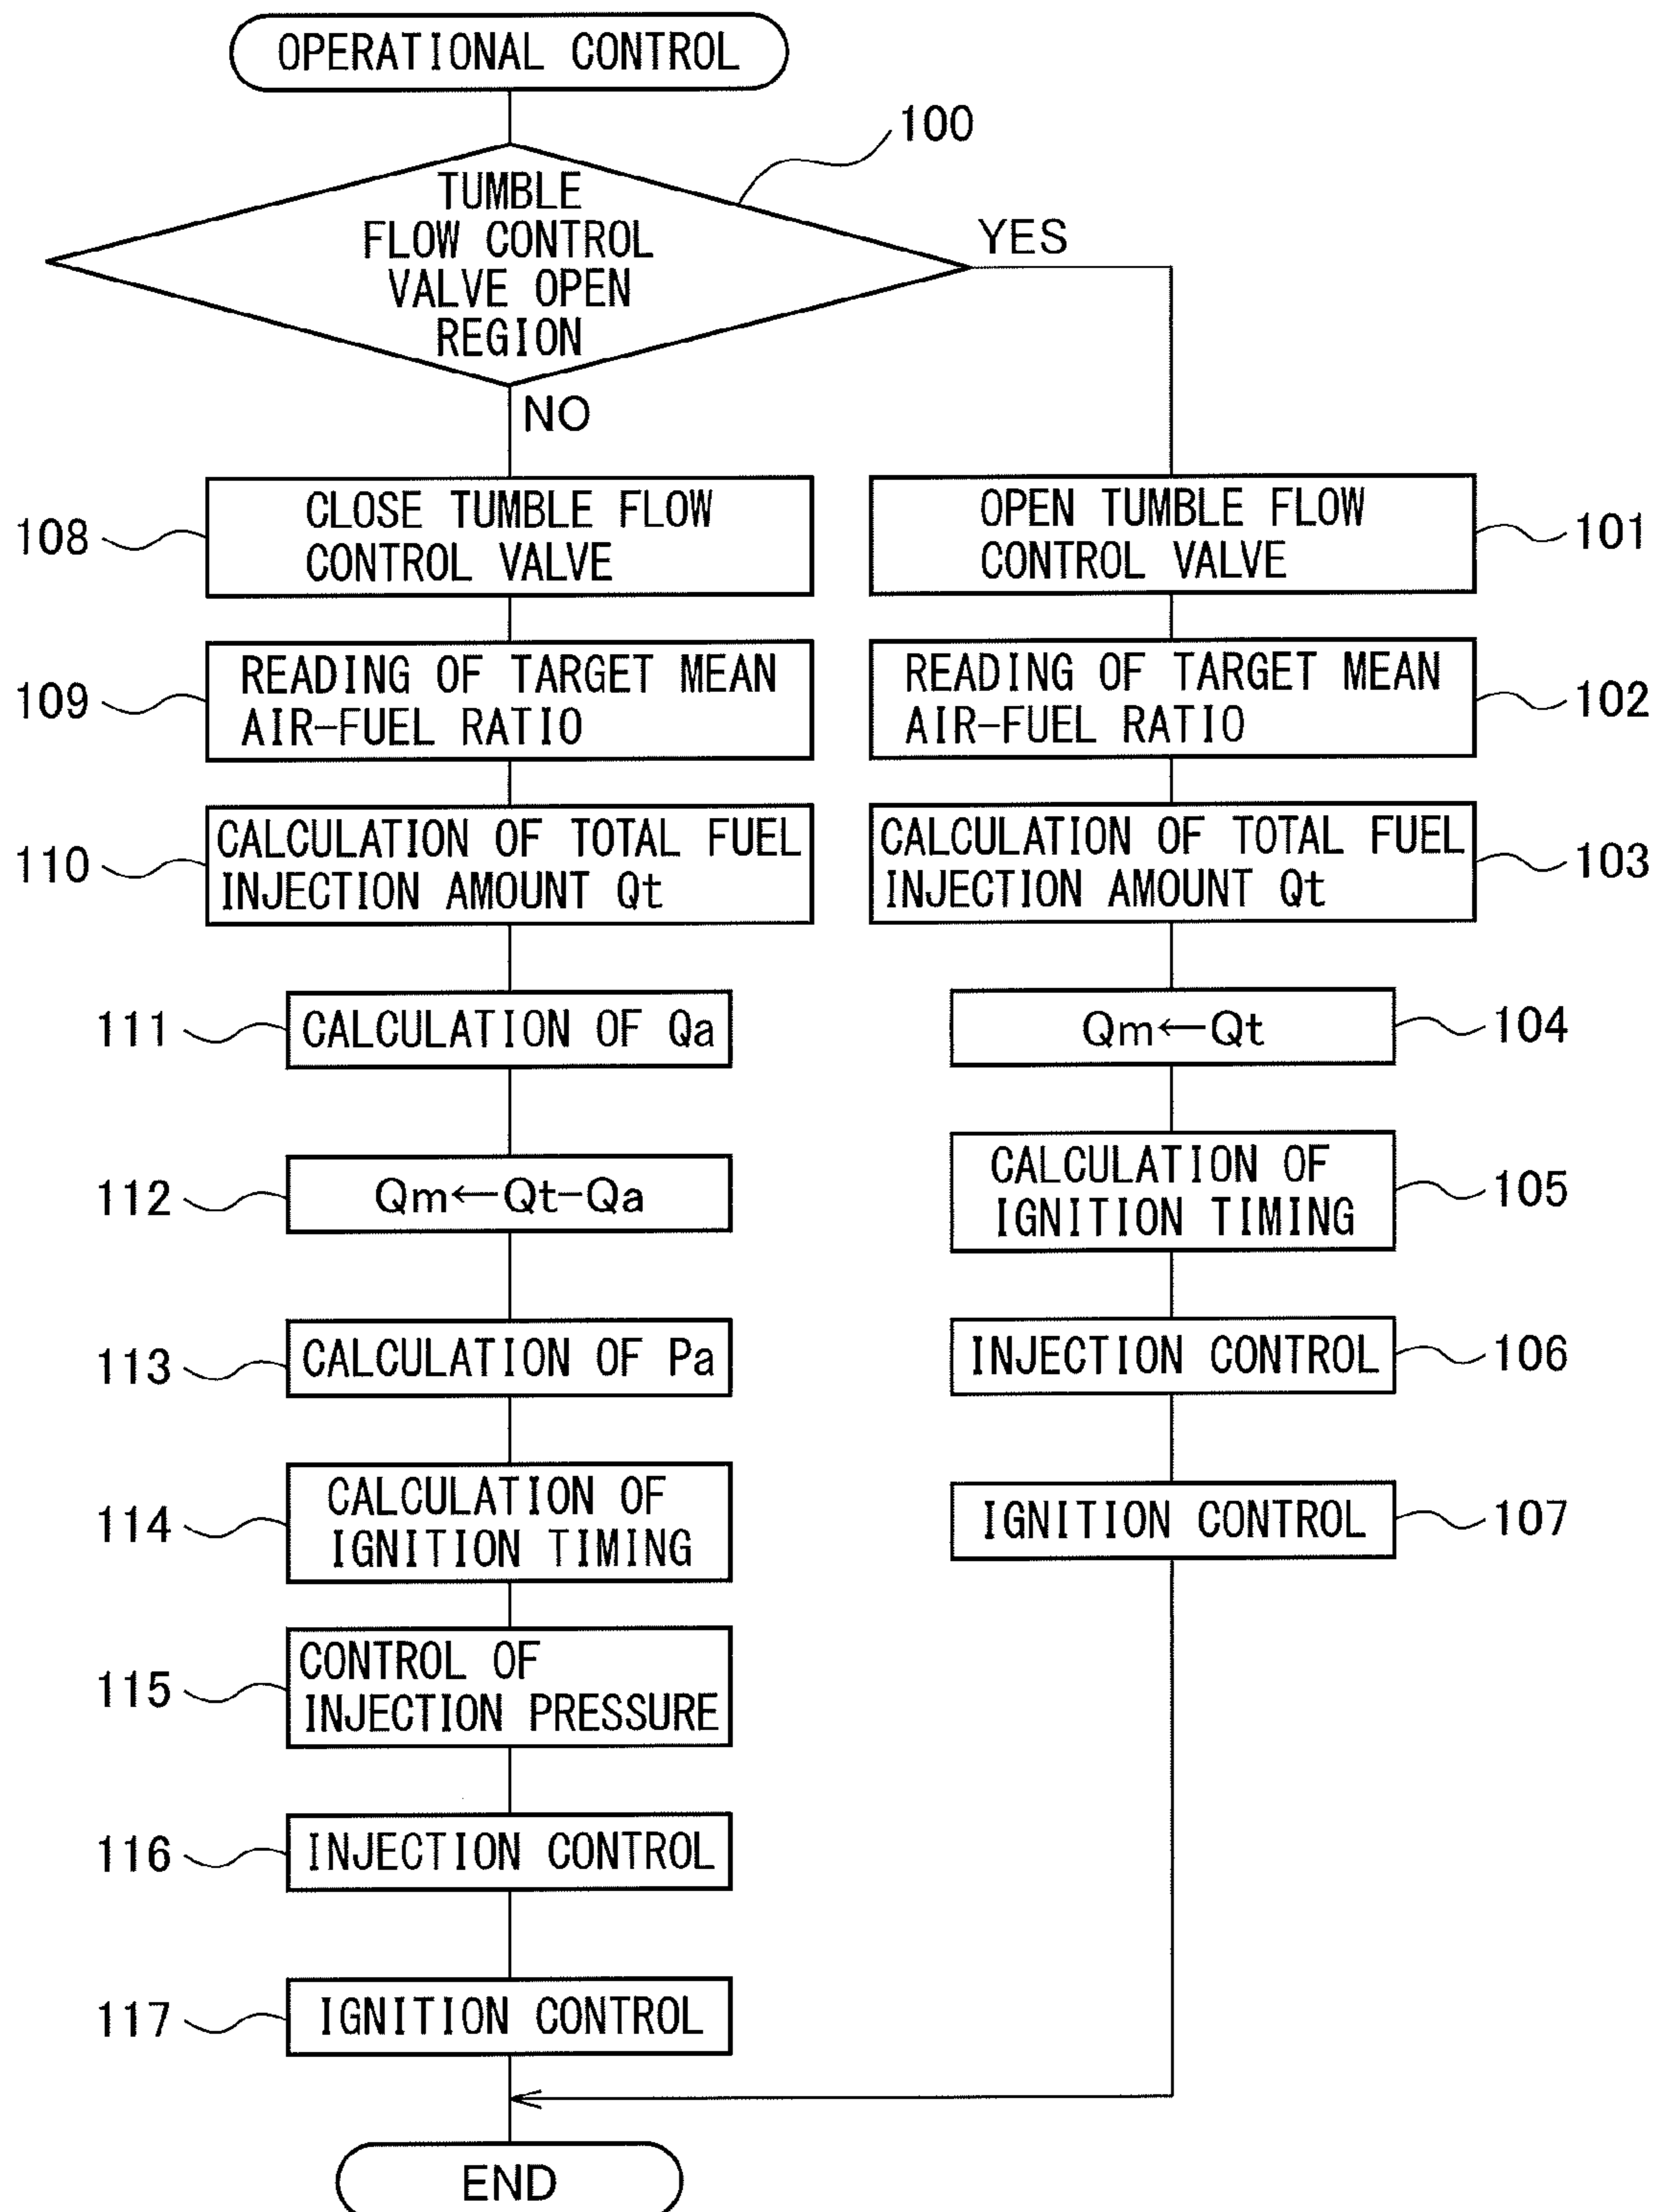 OPERATIONAL CONTROL
100
TUMBLE
FLOW CONTROL
VALVE OPEN
REGION
YES
NO
108
CLOSE TUMBLE FLOW
CONTROL VALVE
OPEN TUMBLE FLOW
CONTROL VALVE
101
109
READING OF TARGET MEAN
AIR-FUEL RATIO
READING OF TARGET MEAN
AIR-FUEL RATIO
102
110
CALCULATION OF TOTAL FUEL
INJECTION AMOUNT Qt
CALCULATION OF TOTAL FUEL
INJECTION AMOUNT Qt
103
111
CALCULATION OF Qa
Qm←Qt
104
112
Qm←Qt-Qa
CALCULATION OF
IGNITION TIMING
105
113
CALCULATION OF Pa
INJECTION CONTROL
106
114
CALCULATION OF
IGNITION TIMING
IGNITION CONTROL
107
115
CONTROL OF
INJECTION PRESSURE
116
INJECTION CONTROL
117
IGNITION CONTROL
END